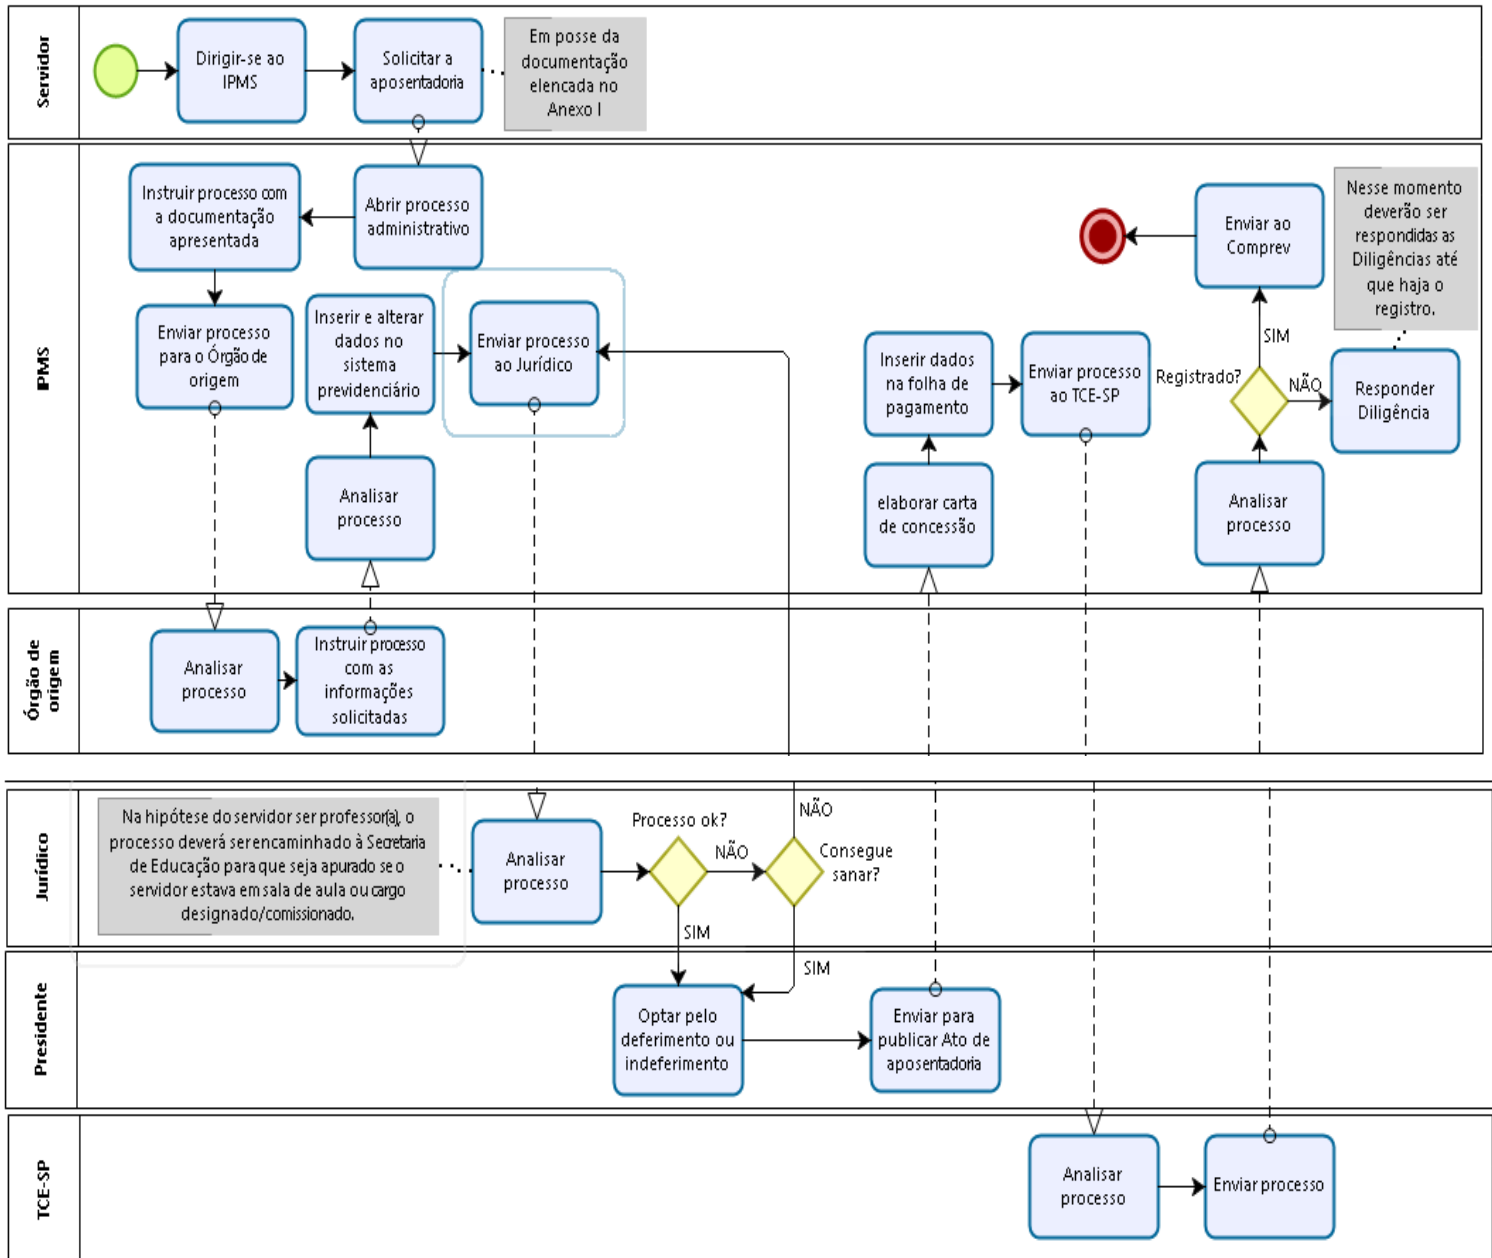 Servidor
Dirigir-se ao
IPMS
Solicitar a
aposentadoria
Em posse da
documentação
elencada no
Anexo I
IPMS
Instruir processo com
a documentação
apresentada
Abrir processo
administrativo
Enviar processo
para o Órgão de
origem
Inserir e alterar
dados no
sistema
previdenciário
Enviar processo
ao Jurídico
Analisar
processo
Inserir dados
na folha de
pagamento
Enviar processo
ao TCE-SP
elaborar carta
de concessão
Enviar ao
Comprev
SIM
Registrado?
NÃO
Responder
Diligência
Analisar
processo
Nesse momento
deverão ser
respondidas as
Diligências até
que haja o
registro.
Órgão de
origem
Analisar
processo
Instruir processo
com as
informações
solicitadas
Jurídico
Na hipótese do servidor ser professor(a), o
processo deverá serencaminhado à Secretaria
de Educação para que seja apurado se o
servidor estava em sala de aula ou cargo
designado/comissionado.
Analisar
processo
Processo ok?
NÃO
SIM
NÃO
Consegue
sanar?
SIM
Presidente
Optar pelo
deferimento ou
indeferimento
Enviar para
publicar Ato de
aposentadoria
TCE-SP
Analisar
processo
Enviar processo